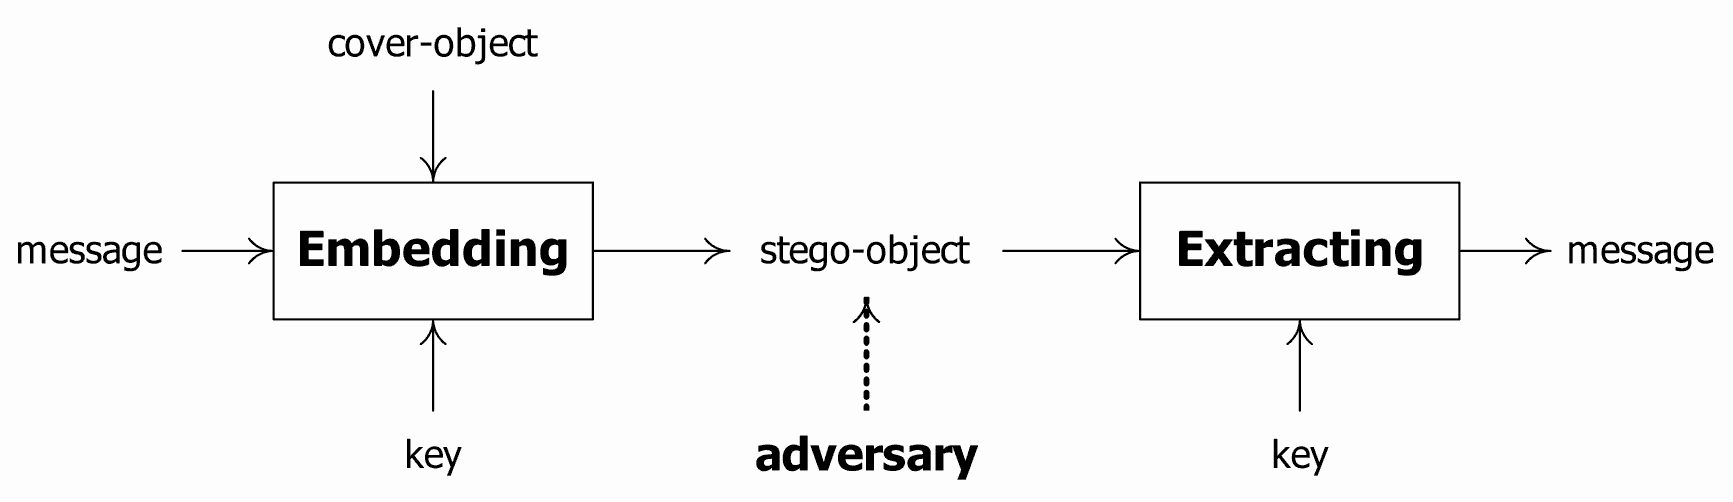 cover-object
message
Embedding
stego-object
Extracting
message
key
adversary
key